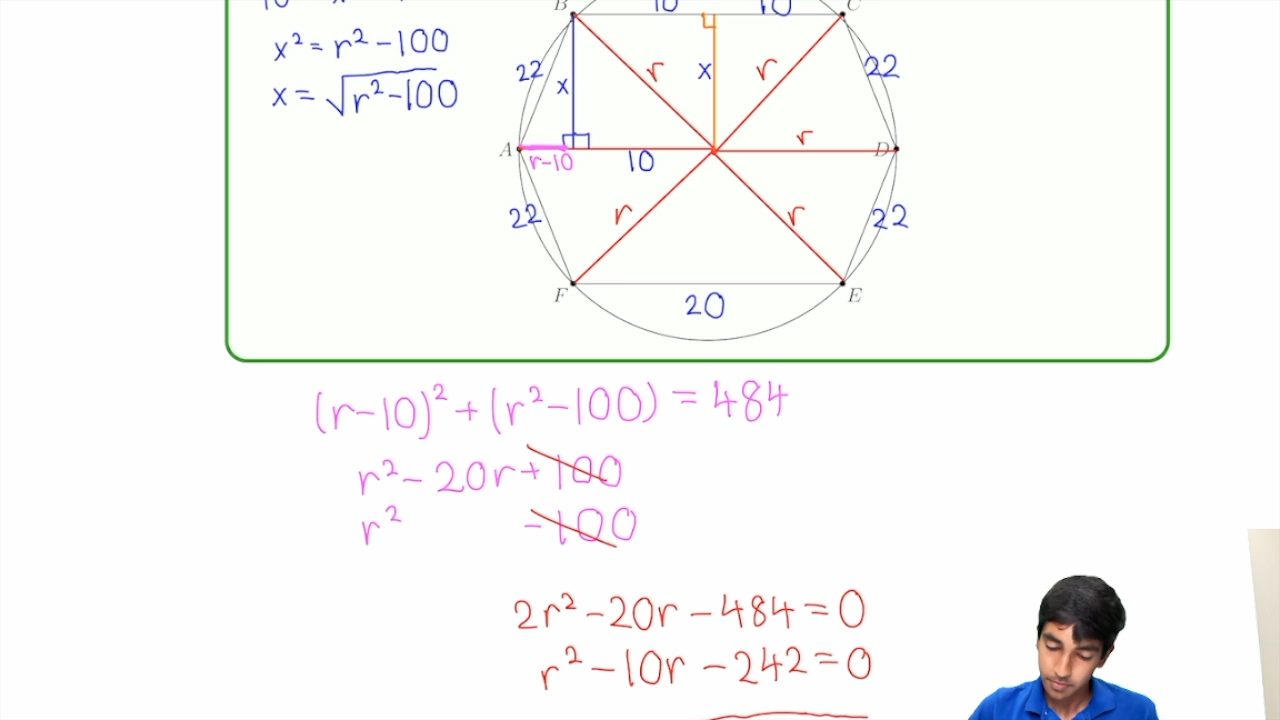 B 10 10 C
x² = r² - 100
22 x r x r 22
x = √r² - 100
A r-10 10 r D
22 r r 22
F 20 E
(r-10)² + (r²-100) = 484
r² - 20r + 100
r² - 100
2r² - 20r - 484 = 0
r² - 10r - 242 = 0